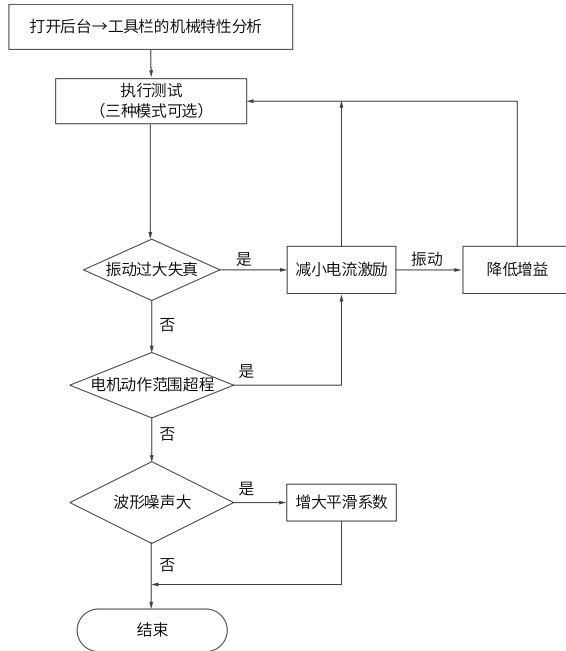 打开后台→工具栏的机械特性分析
执行测试
（三种模式可选）
振动过大失真
是
减小电流激励
振动
降低增益
否
电机动作范围超程
是
否
波形噪声大
是
增大平滑系数
否
结束